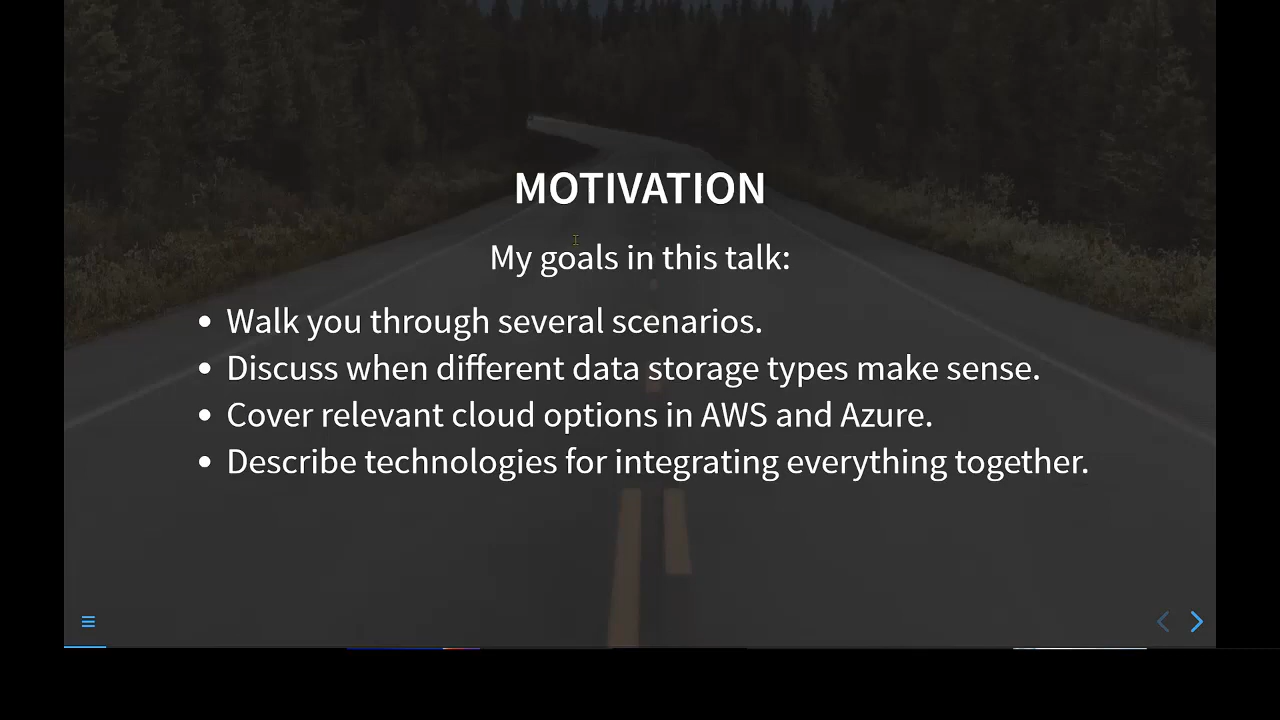 MOTIVATION
My goals in this talk:
• Walk you through several scenarios.
• Discuss when different data storage types make sense.
• Cover relevant cloud options in AWS and Azure.
• Describe technologies for integrating everything together.